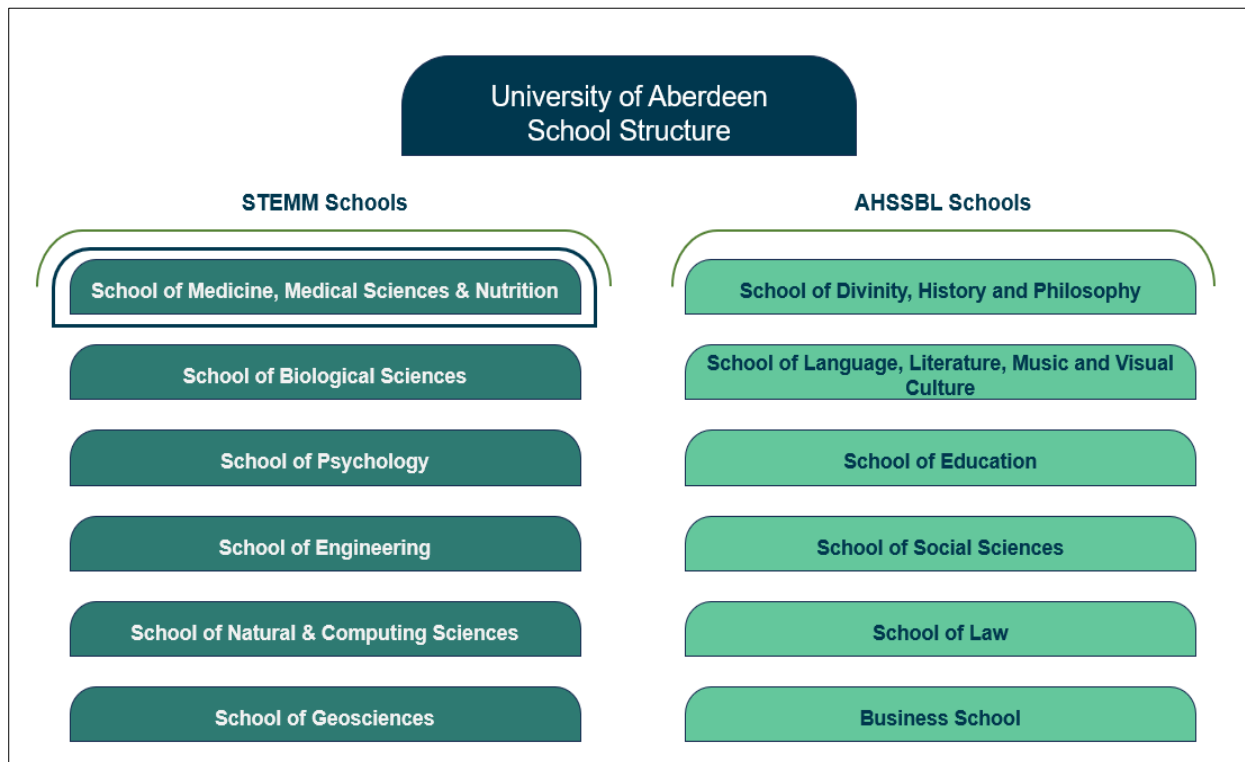 University of Aberdeen
School Structure
STEMM Schools
School of Medicine, Medical Sciences & Nutrition
School of Biological Sciences
School of Psychology
School of Engineering
School of Natural & Computing Sciences
School of Geosciences
AHSSBL Schools
School of Divinity, History and Philosophy
School of Language, Literature, Music and Visual
Culture
School of Education
School of Social Sciences
School of Law
Business School